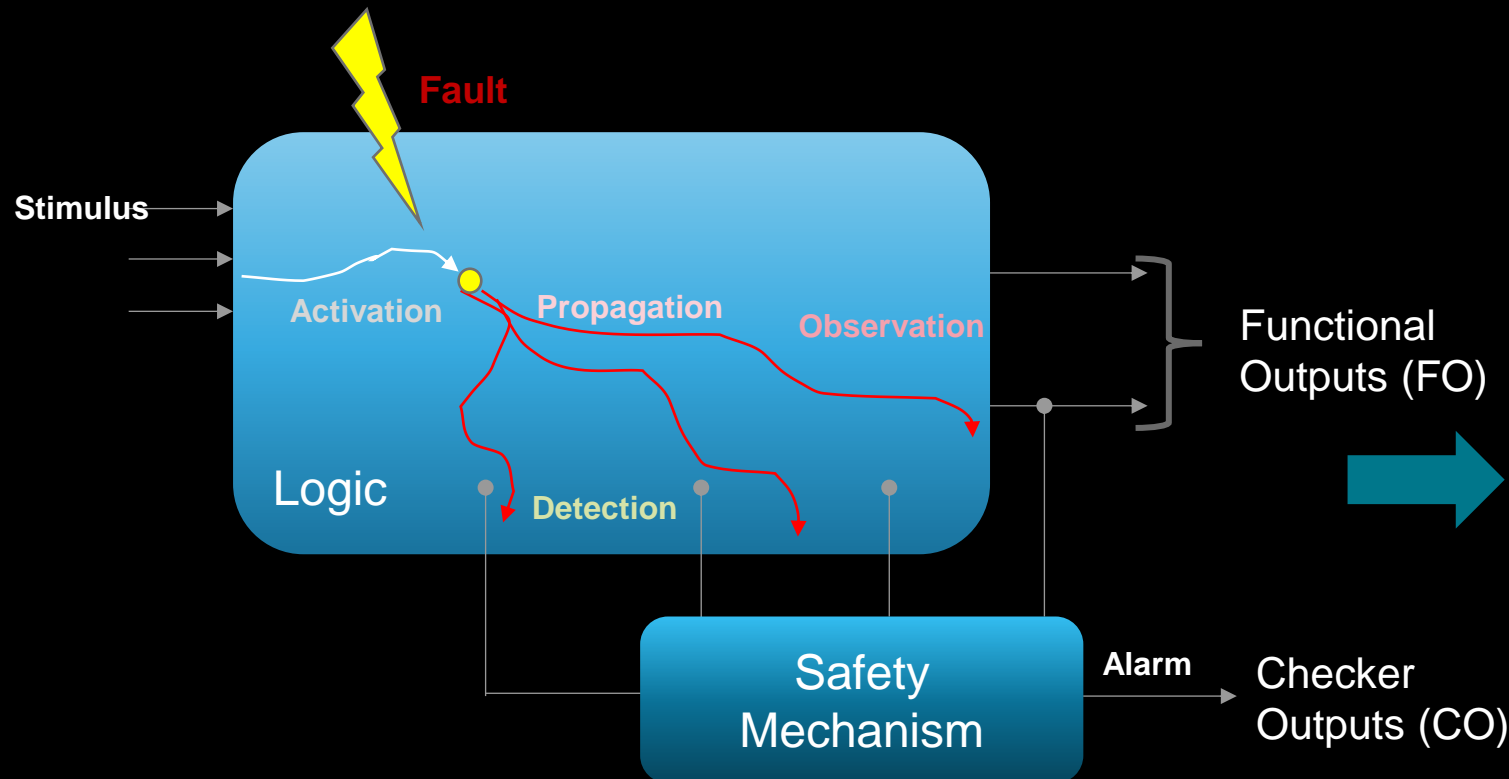 Fault
Stimulus
Activation
Propagation
Observation
Functional
Outputs (FO)
Logic
Detection
Safety
Mechanism
Alarm
Checker
Outputs (CO)